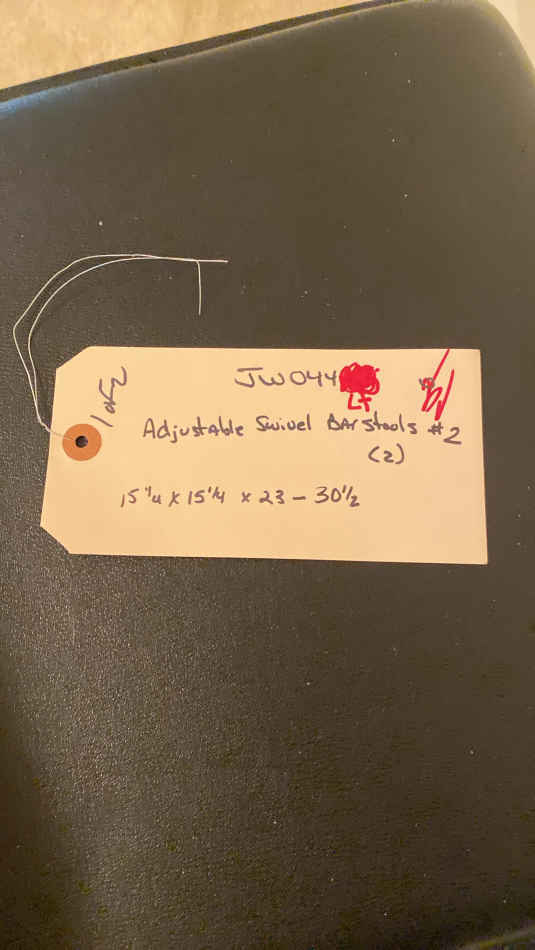 1 of 2
JW044
LF
Adjustable Swivel Bar stools #2
(2)
15 1/4 x 15 1/4 x 23 - 30 1/2